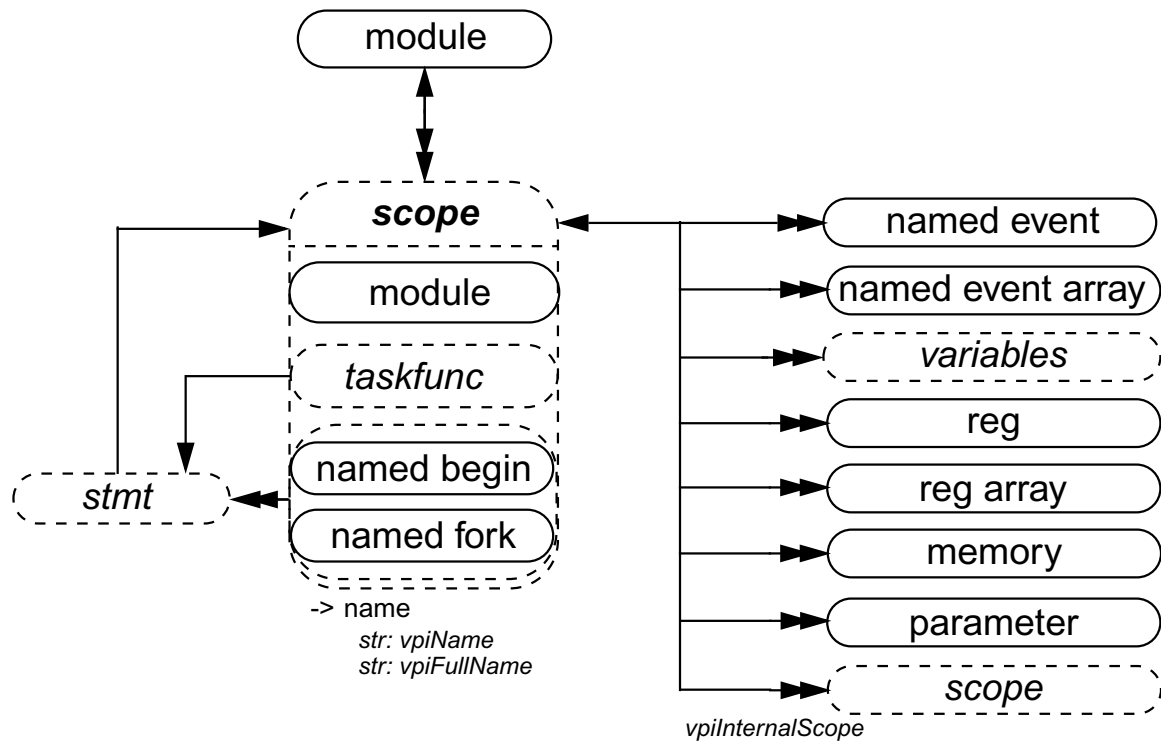 module
scope
module
taskfunc
named begin
named fork
stmt
-> name
str: vpiName
str: vpiFullName
named event
named event array
variables
reg
reg array
memory
parameter
scope
vpiInternalScope